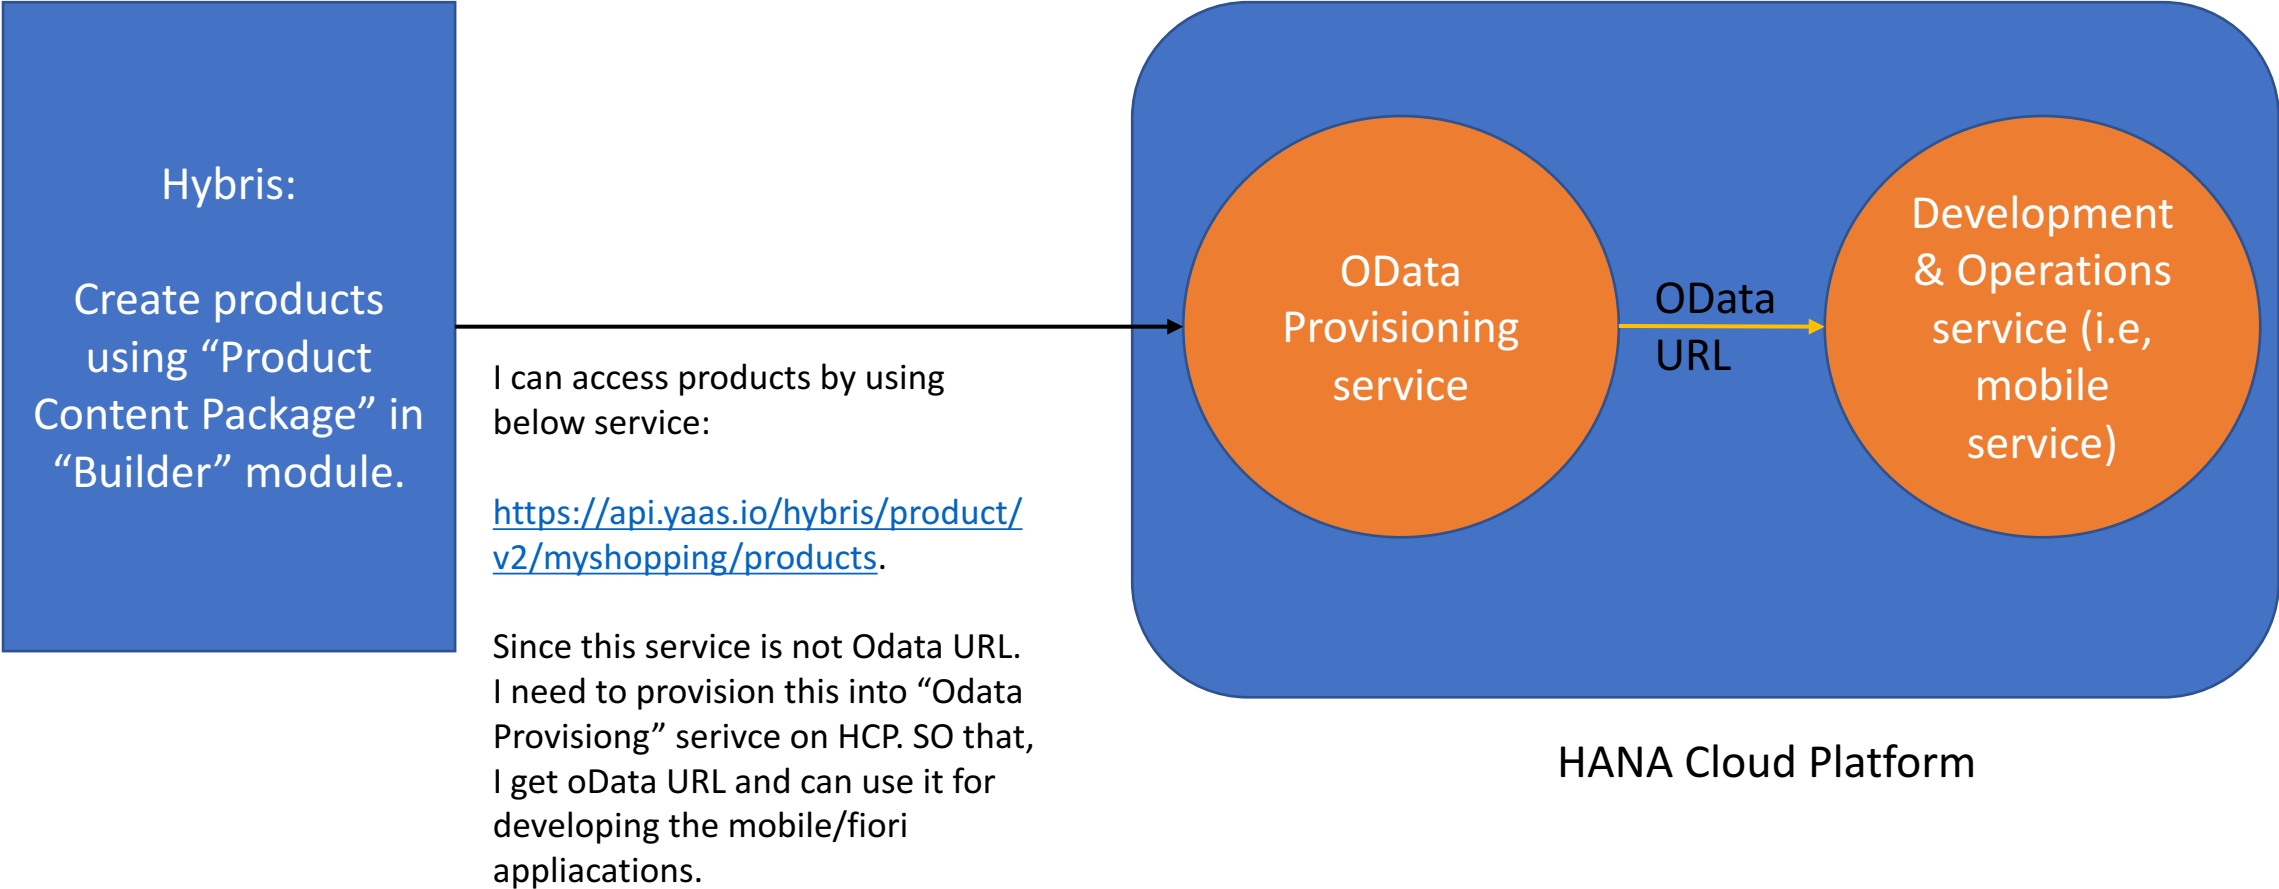 Hybris:
Create products
using “Product
Content Package” in
“Builder” module.
I can access products by using
below service:
https://api.yaas.io/hybris/product/
v2/myshopping/products.
Since this service is not Odata URL.
I need to provision this into “Odata
Provisiong” serivce on HCP. SO that,
I get oData URL and can use it for
developing the mobile/fiori
appliacations.
OData
Provisioning
service
OData
URL
Development
& Operations
service (i.e,
mobile
service)
HANA Cloud Platform